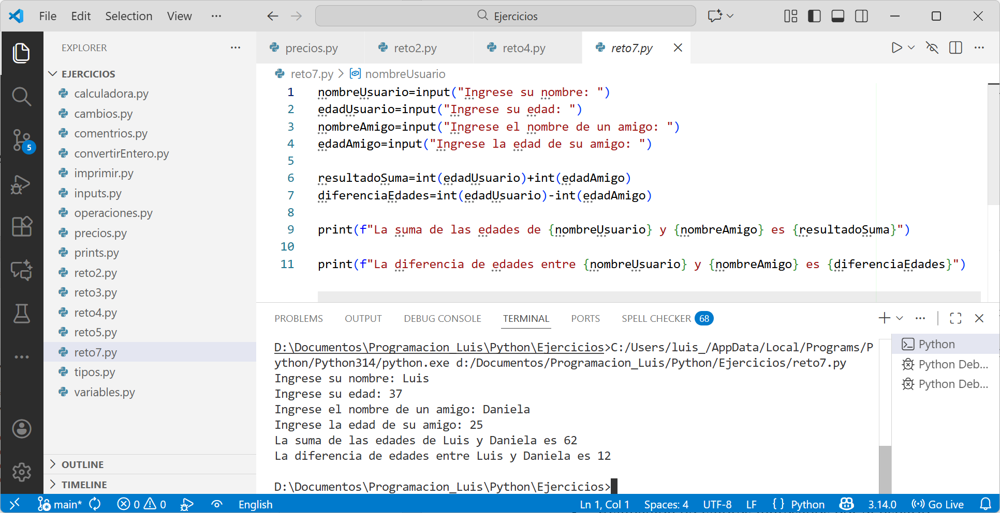 File Edit Selection View ··· Ejercicios
EXPLORER ···
EJERCICIOS
calculadora.py
cambios.py
comentrios.py
convertirEntero.py
imprimir.py
inputs.py
operaciones.py
precios.py
prints.py
reto2.py
reto3.py
reto4.py
reto5.py
reto7.py
tipos.py
variables.py
OUTLINE
TIMELINE
5
precios.py reto2.py reto4.py reto7.py
reto7.py > nombreUsuario
1 nombreUsuario=input("Ingrese su nombre: ")
2 edadUsuario=input("Ingrese su edad: ")
3 nombreAmigo=input("Ingrese el nombre de un amigo: ")
4 edadAmigo=input("Ingrese la edad de su amigo: ")
5
6 resultadoSuma=int(edadUsuario)+int(edadAmigo)
7 diferenciaEdades=int(edadUsuario)-int(edadAmigo)
8
9 print(f"La suma de las edades de {nombreUsuario} y {nombreAmigo} es {resultadoSuma}")
10
11 print(f"La diferencia de edades entre {nombreUsuario} y {nombreAmigo} es {diferenciaEdades}")
PROBLEMS OUTPUT DEBUG CONSOLE TERMINAL PORTS SPELL CHECKER 68
D:\Documentos\Programacion_Luis\Python\Ejercicios>C:/Users/luis_/AppData/Local/Programs/P
ython/Python314/python.exe d:/Documentos/Programacion_Luis/Python/Ejercicios/reto7.py
Ingrese su nombre: Luis
Ingrese su edad: 37
Ingrese el nombre de un amigo: Daniela
Ingrese la edad de su amigo: 25
La suma de las edades de Luis y Daniela es 62
La diferencia de edades entre Luis y Daniela es 12
D:\Documentos\Programacion_Luis\Python\Ejercicios>
Python
Python Deb...
Python Deb...
main* 0 0 English Ln 1, Col 1 Spaces: 4 UTF-8 LF {} Python 3.14.0 Go Live